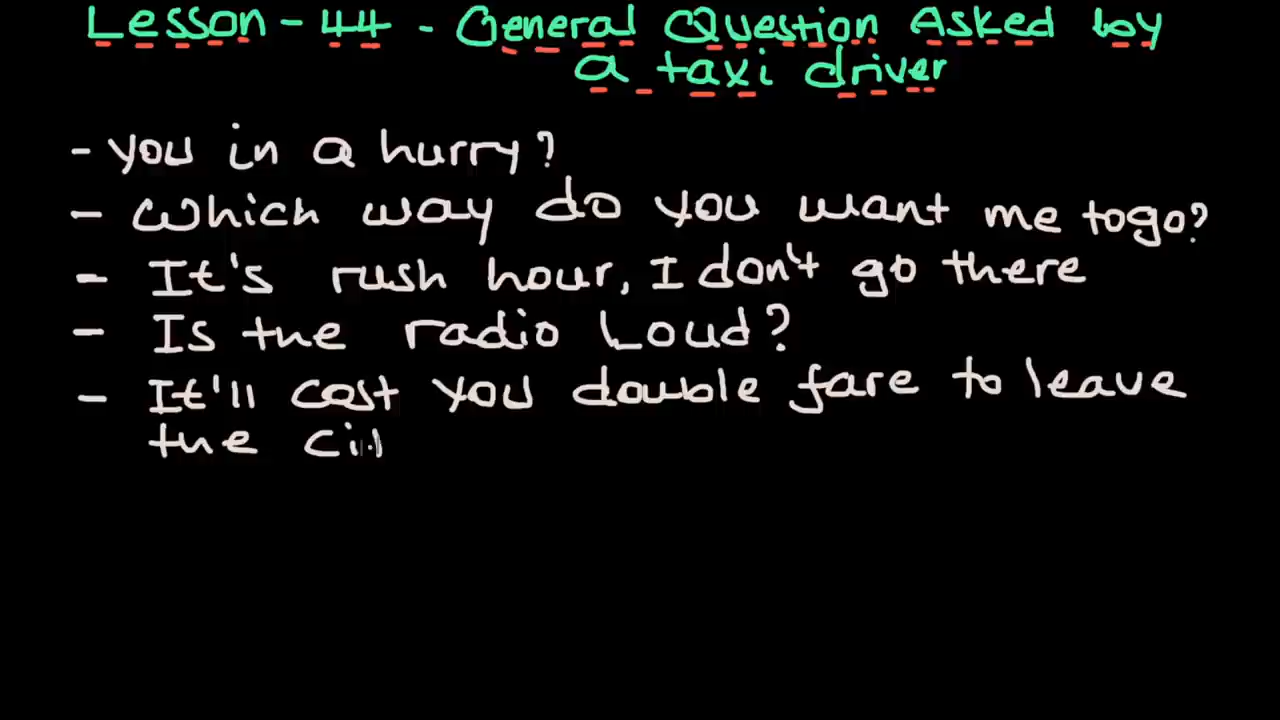 Lesson - 44 - General Question Asked by
a taxi driver
- you in a hurry?
- Which way do you want me togo?
- It's rush hour, I don't go there
- Is the radio Loud?
- It'll cost you double fare to leave
the